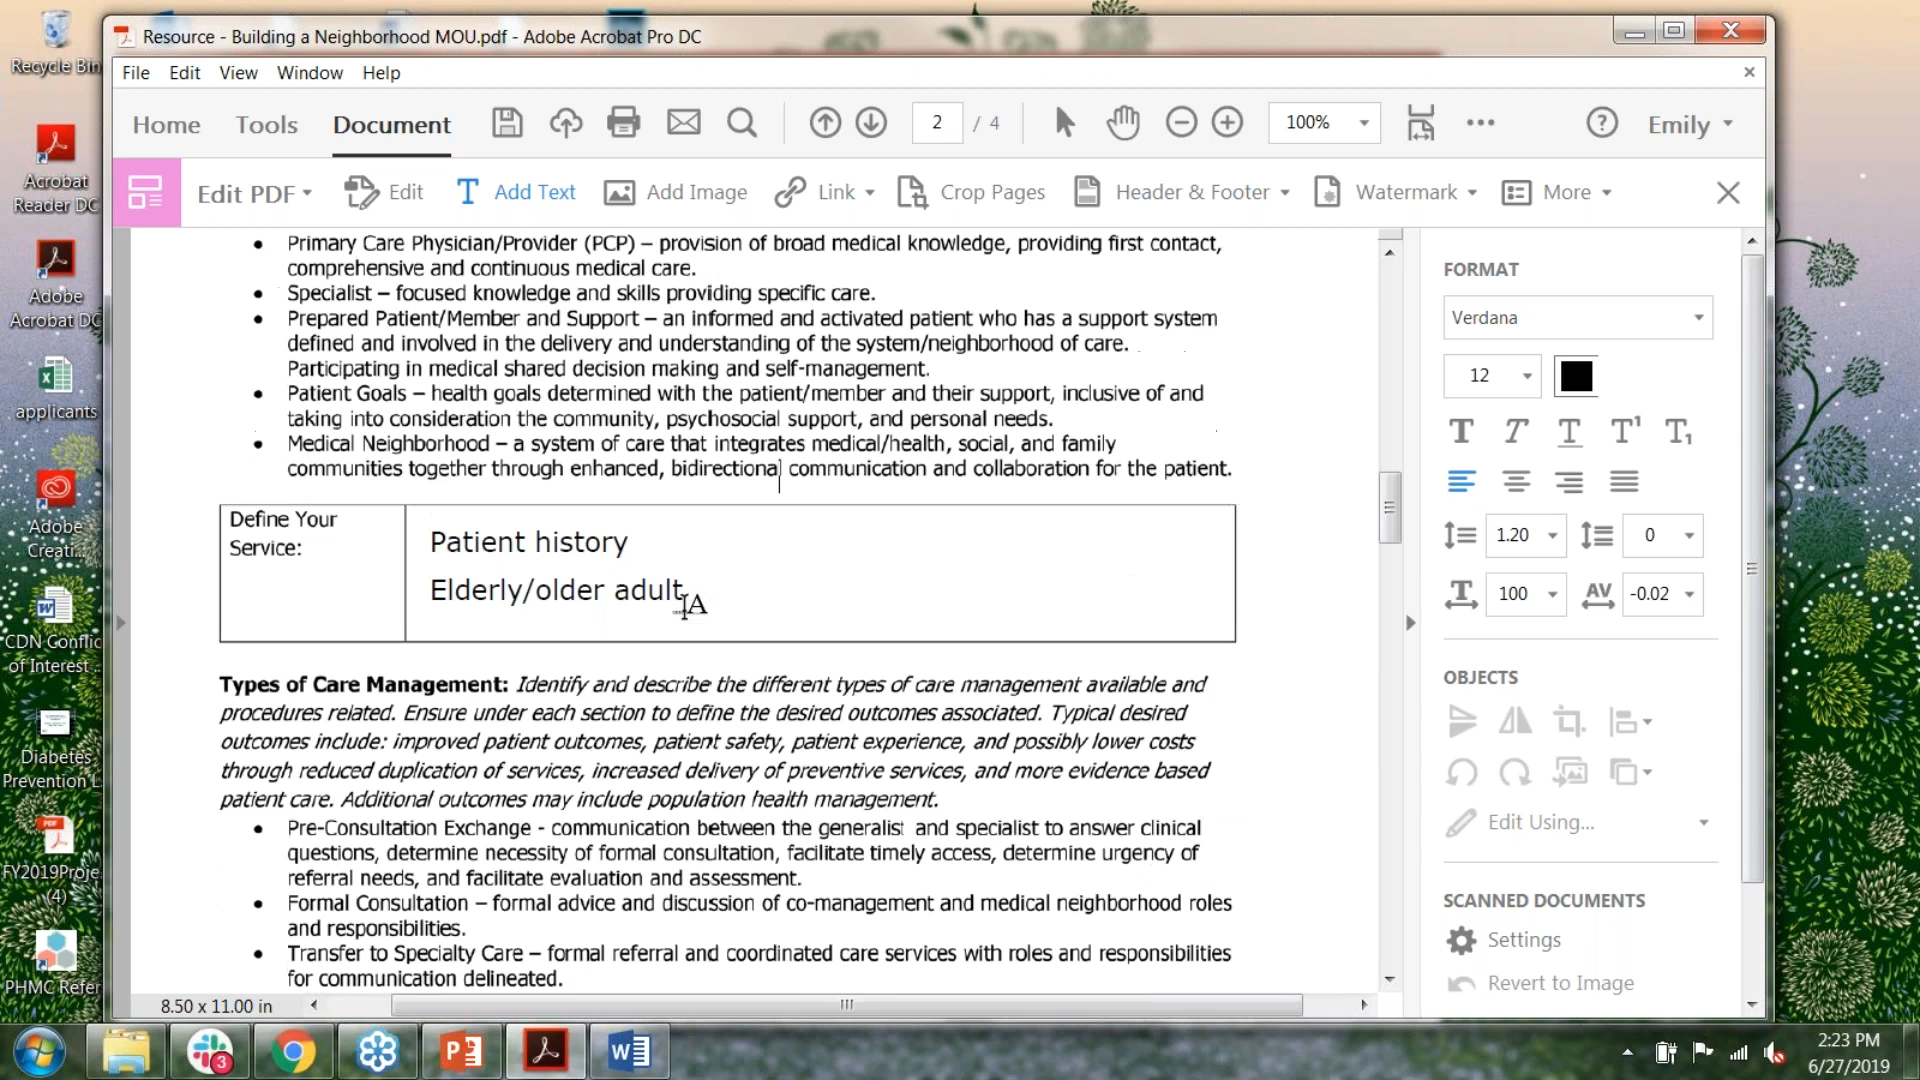 Recycle Bin
Resource - Building a Neighborhood MOU.pdf - Adobe Acrobat Pro DC
File Edit View Window Help
Home Tools Document 2 / 4 100% Emily
Edit PDF Edit Add Text Add Image Link Crop Pages Header & Footer Watermark More
Acrobat
Reader DC
Adobe
Acrobat DC
applicants
Adobe
Creati...
CDN Conflic
of Interest ..
Diabetes
Prevention L
FY2019Proje
(4)
PHMC Refer
• Primary Care Physician/Provider (PCP) – provision of broad medical knowledge, providing first contact,
comprehensive and continuous medical care.
• Specialist – focused knowledge and skills providing specific care.
• Prepared Patient/Member and Support – an informed and activated patient who has a support system
defined and involved in the delivery and understanding of the system/neighborhood of care.
Participating in medical shared decision making and self-management.
• Patient Goals – health goals determined with the patient/member and their support, inclusive of and
taking into consideration the community, psychosocial support, and personal needs.
• Medical Neighborhood – a system of care that integrates medical/health, social, and family
communities together through enhanced, bidirectional communication and collaboration for the patient.
Define Your
Service:
Patient history
Elderly/older adult
Types of Care Management: Identify and describe the different types of care management available and
procedures related. Ensure under each section to define the desired outcomes associated. Typical desired
outcomes include: improved patient outcomes, patient safety, patient experience, and possibly lower costs
through reduced duplication of services, increased delivery of preventive services, and more evidence based
patient care. Additional outcomes may include population health management.
• Pre-Consultation Exchange - communication between the generalist and specialist to answer clinical
questions, determine necessity of formal consultation, facilitate timely access, determine urgency of
referral needs, and facilitate evaluation and assessment.
• Formal Consultation – formal advice and discussion of co-management and medical neighborhood roles
and responsibilities.
• Transfer to Specialty Care – formal referral and coordinated care services with roles and responsibilities
for communication delineated.
8.50 x 11.00 in
FORMAT
Verdana
12
1.20 0
100 AV -0.02
OBJECTS
Edit Using...
SCANNED DOCUMENTS
Settings
Revert to Image
3
2:23 PM
6/27/2019